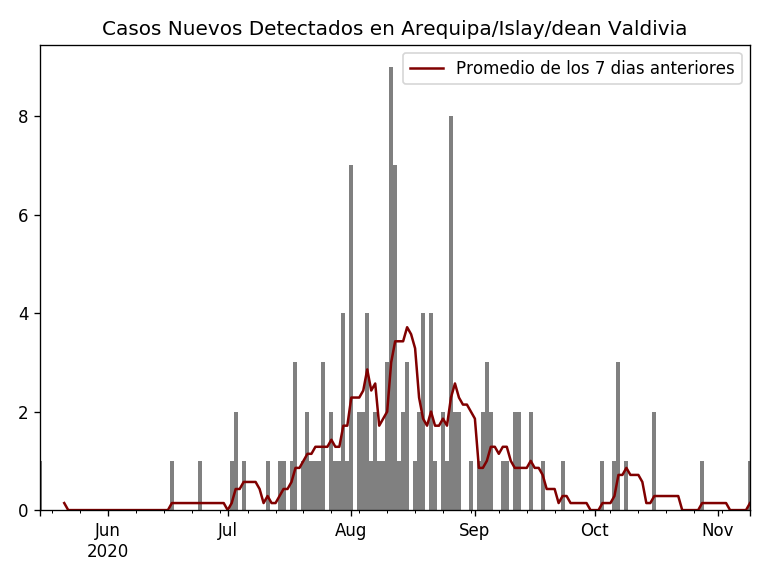 Casos Nuevos Detectados en Arequipa/Islay/dean Valdivia
Promedio de los 7 dias anteriores
8
6
4
2
0
Jun Jul Aug Sep Oct Nov
2020